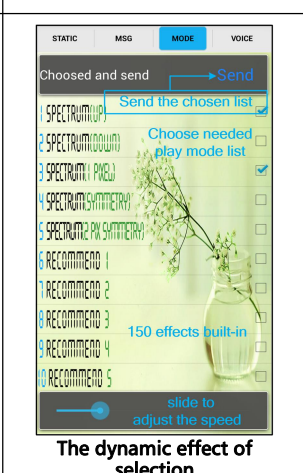 STATIC MSG MODE VOICE
Choosed and send Send
Send the chosen list
1 SPECTRUM(UP)
Choose needed
2 SPECTRUM(DOWN)
play mode list
3 SPECTRUM(1 PIXEL)
4 SPECTRUM(SYMMETRY)
5 SPECTRUM(2 PIX SYMMETRY)
6 RECOMMEND 1
7 RECOMMEND 2
8 RECOMMEND 3
150 effects built-in
9 RECOMMEND 4
10 RECOMMEND 5
slide to
adjust the speed
The dynamic effect of
selection